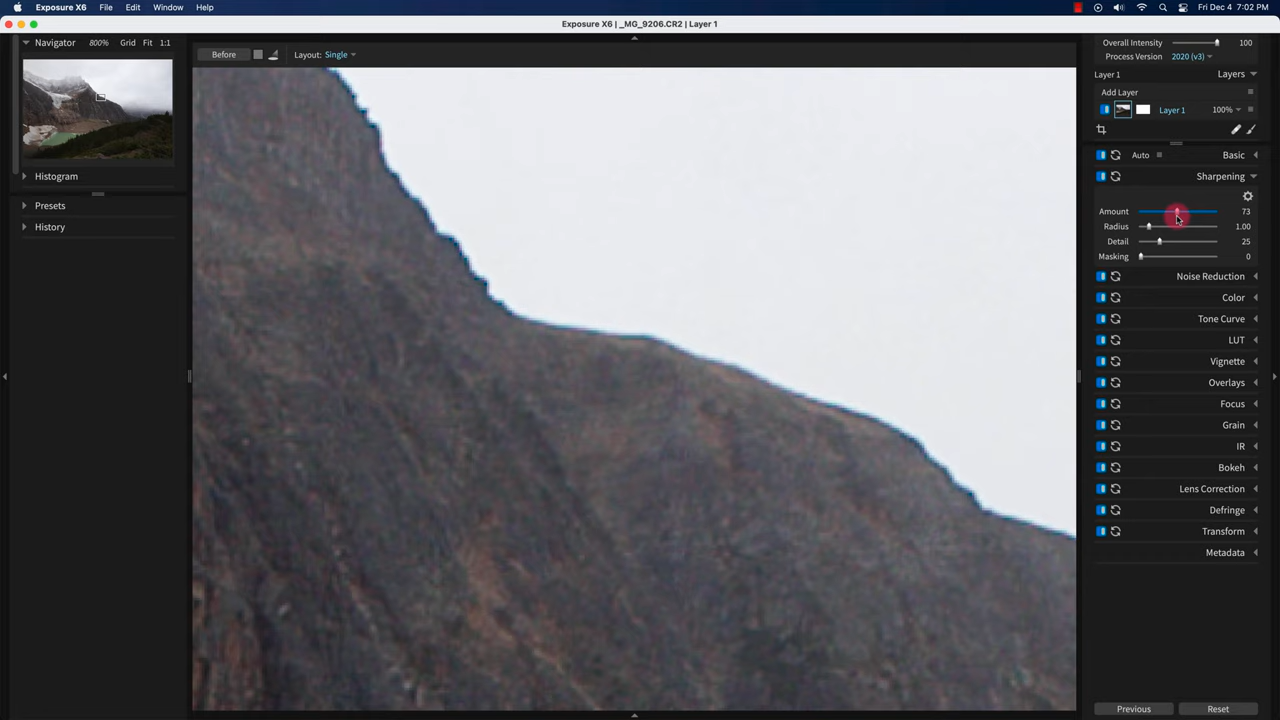 Exposure X6 File Edit Window Help Fri Dec 4 7:02 PM
Exposure X6 | _MG_9206.CR2 | Layer 1
Navigator 800% Grid Fit 1:1
Histogram
Presets
History
Before Layout: Single
Overall Intensity 100
Process Version 2020 (v3)
Layer 1 Layers
Add Layer
Layer 1 100%
Auto Basic
Sharpening
Amount 73
Radius 1.00
Detail 25
Masking 0
Noise Reduction
Color
Tone Curve
LUT
Vignette
Overlays
Focus
Grain
IR
Bokeh
Lens Correction
Defringe
Transform
Metadata
Previous Reset